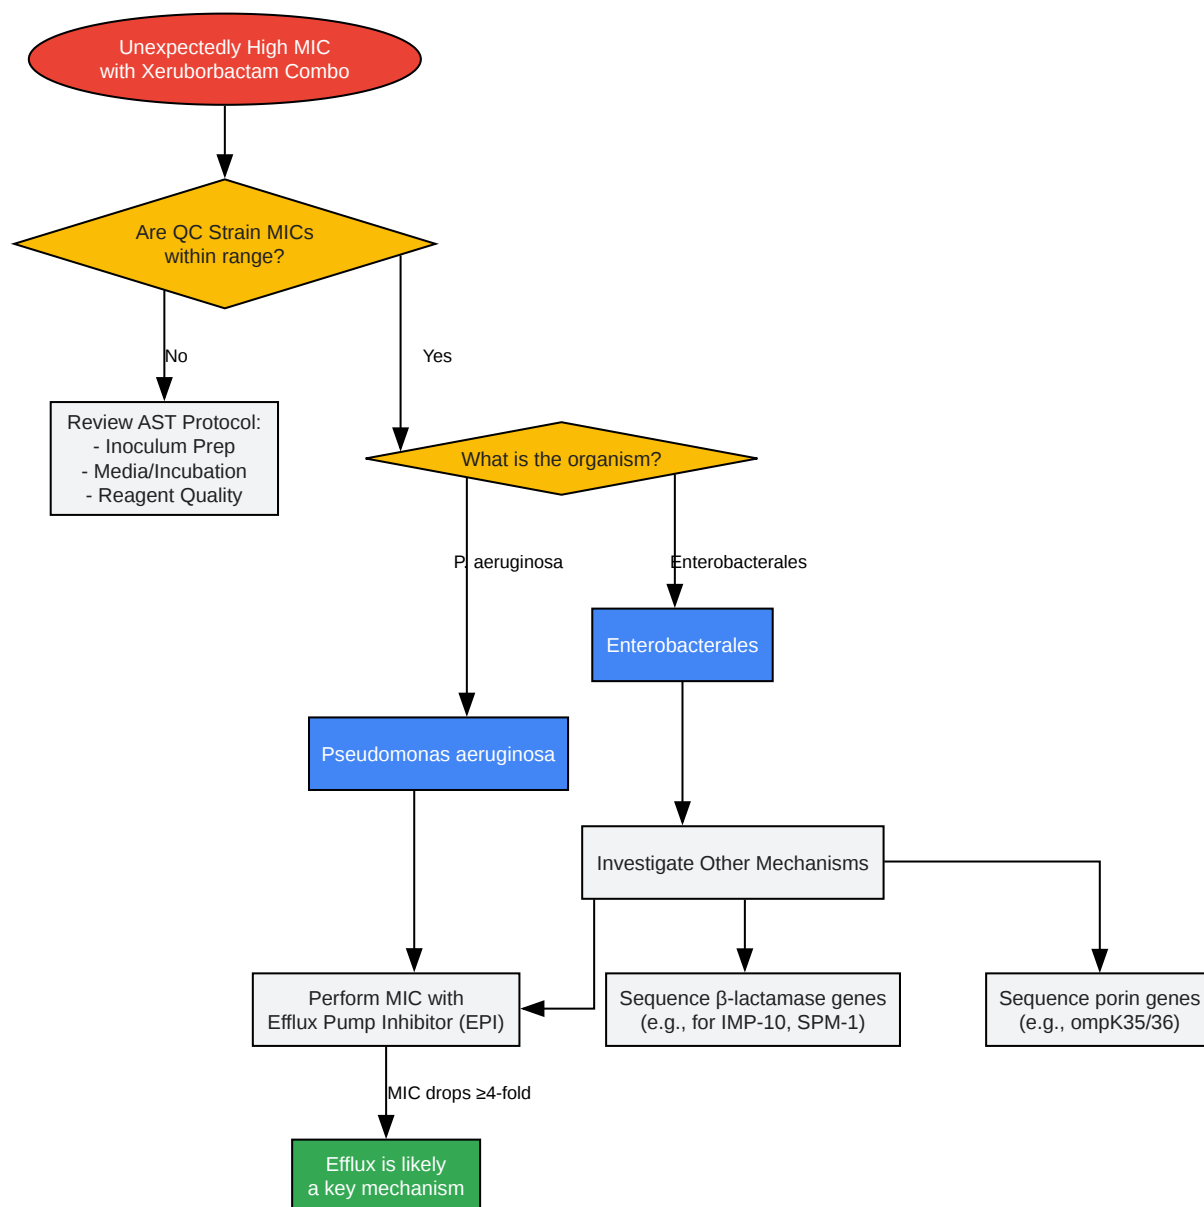 Unexpectedly High MIC
with Xeruborbactam Combo
Are QC Strain MICs
within range?
No
Yes
Review AST Protocol:
- Inoculum Prep
- Media/Incubation
- Reagent Quality
What is the organism?
P. aeruginosa
Enterobacterales
Enterobacterales
Pseudomonas aeruginosa
Investigate Other Mechanisms
Perform MIC with
Efflux Pump Inhibitor (EPI)
Sequence β-lactamase genes
(e.g., for IMP-10, SPM-1)
Sequence porin genes
(e.g., ompK35/36)
MIC drops ≥4-fold
Efflux is likely
a key mechanism